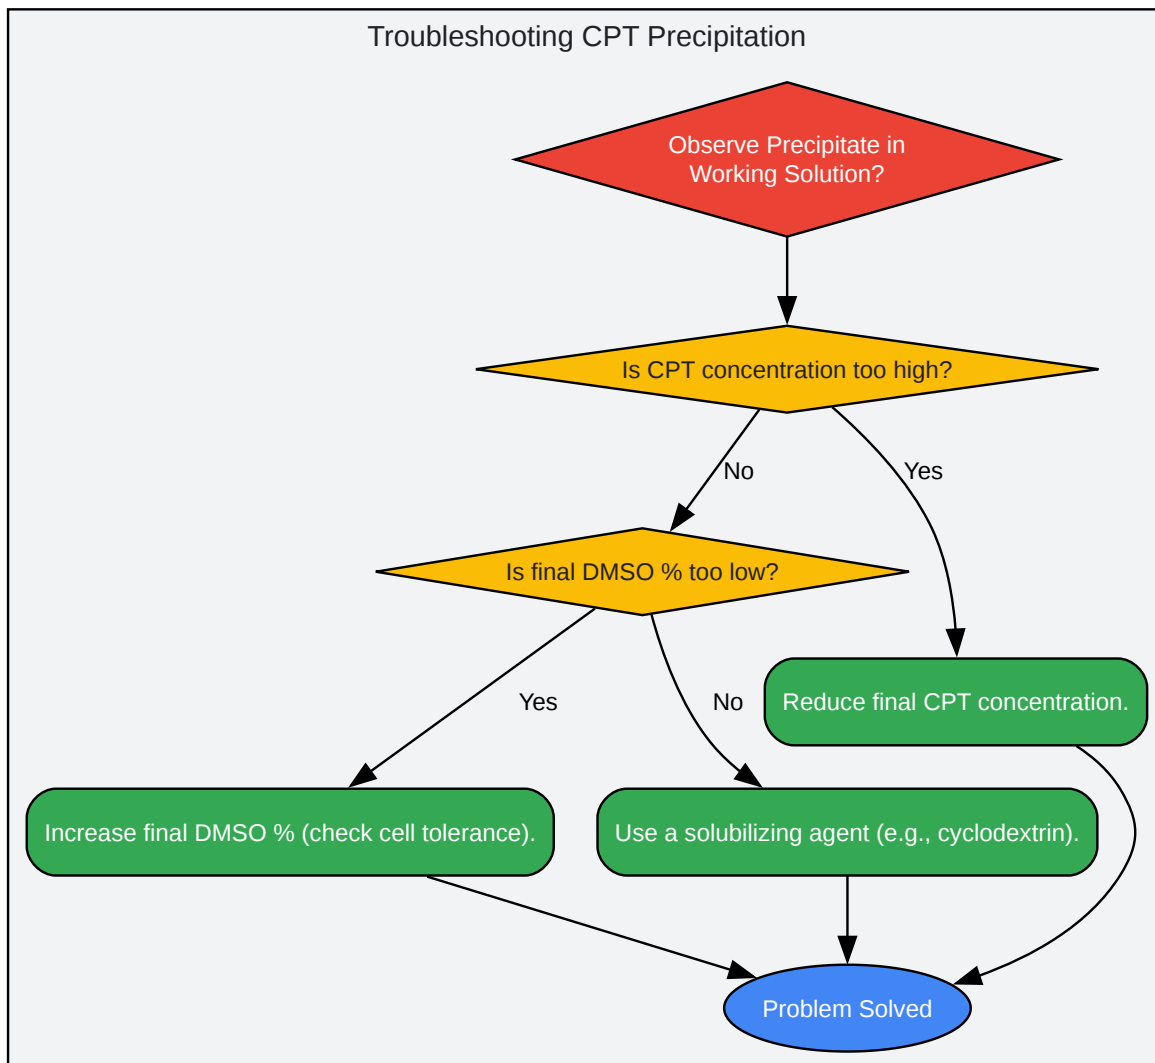 Troubleshooting CPT Precipitation
Observe Precipitate in
Working Solution?
Is CPT concentration too high?
No
Yes
Is final DMSO % too low?
Yes
No
Reduce final CPT concentration.
Increase final DMSO % (check cell tolerance).
Use a solubilizing agent (e.g., cyclodextrin).
Problem Solved